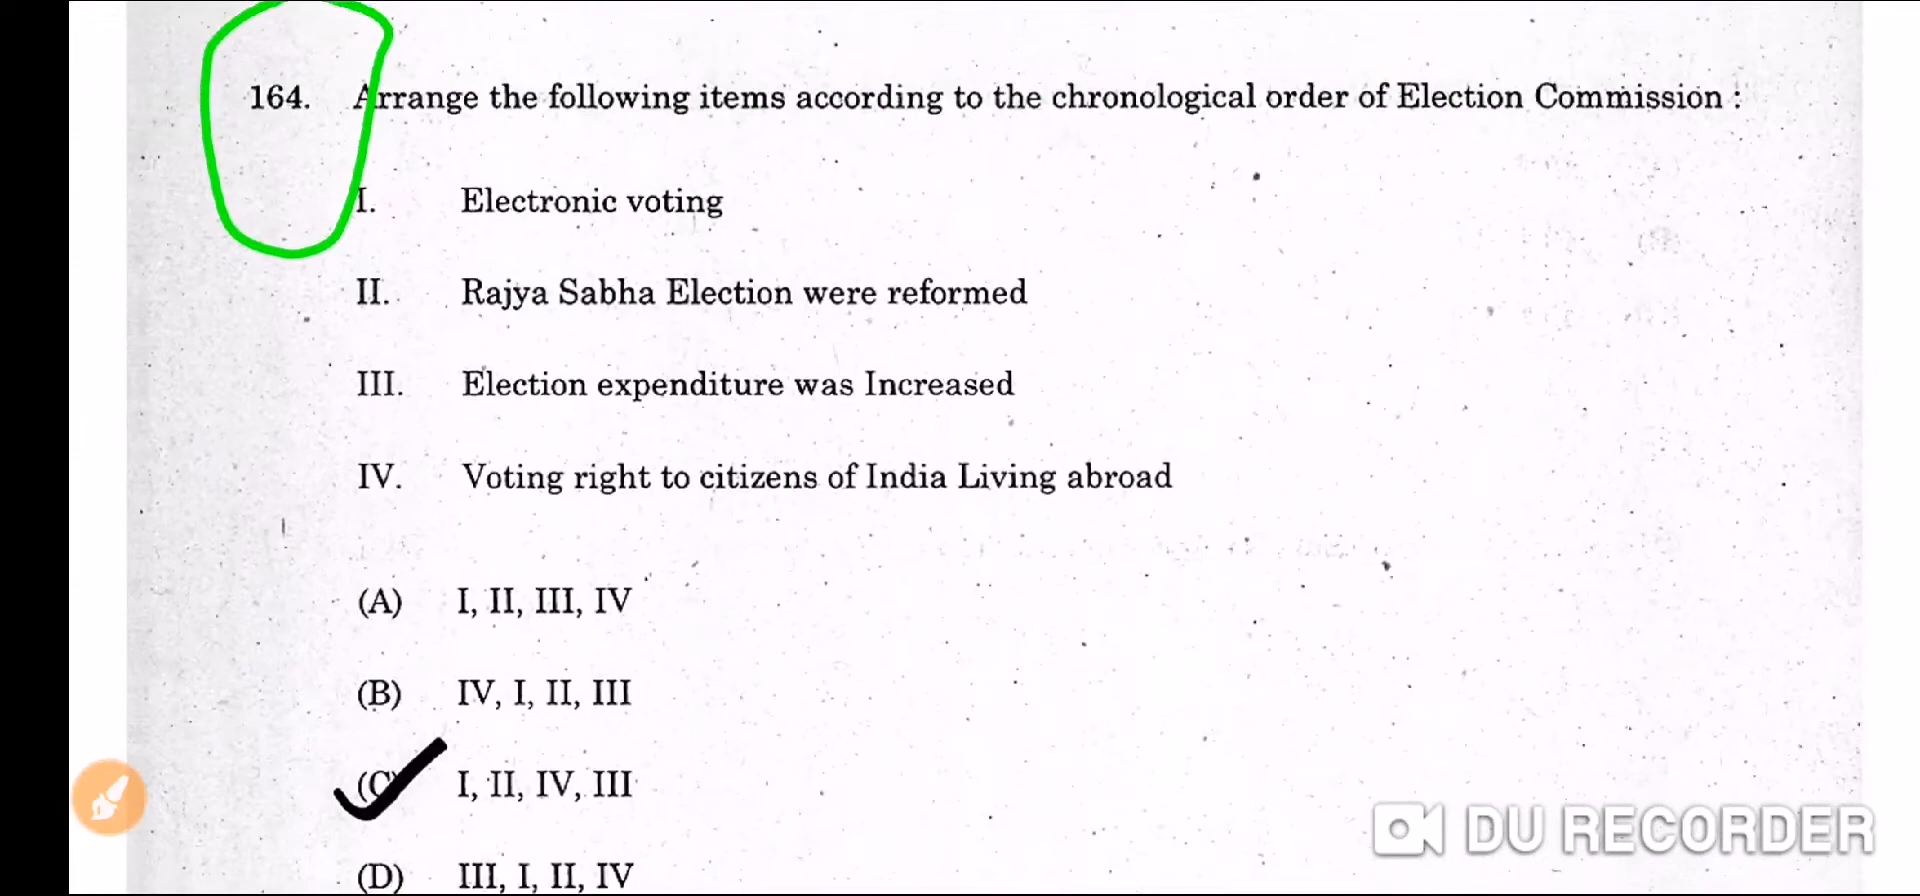 164. Arrange the following items according to the chronological order of Election Commission :
I. Electronic voting
II. Rajya Sabha Election were reformed
III. Election expenditure was Increased
IV. Voting right to citizens of India Living abroad
(A) I, II, III, IV
(B) IV, I, II, III
(C) I, II, IV, III
(D) III, I, II, IV
DU RECORDER